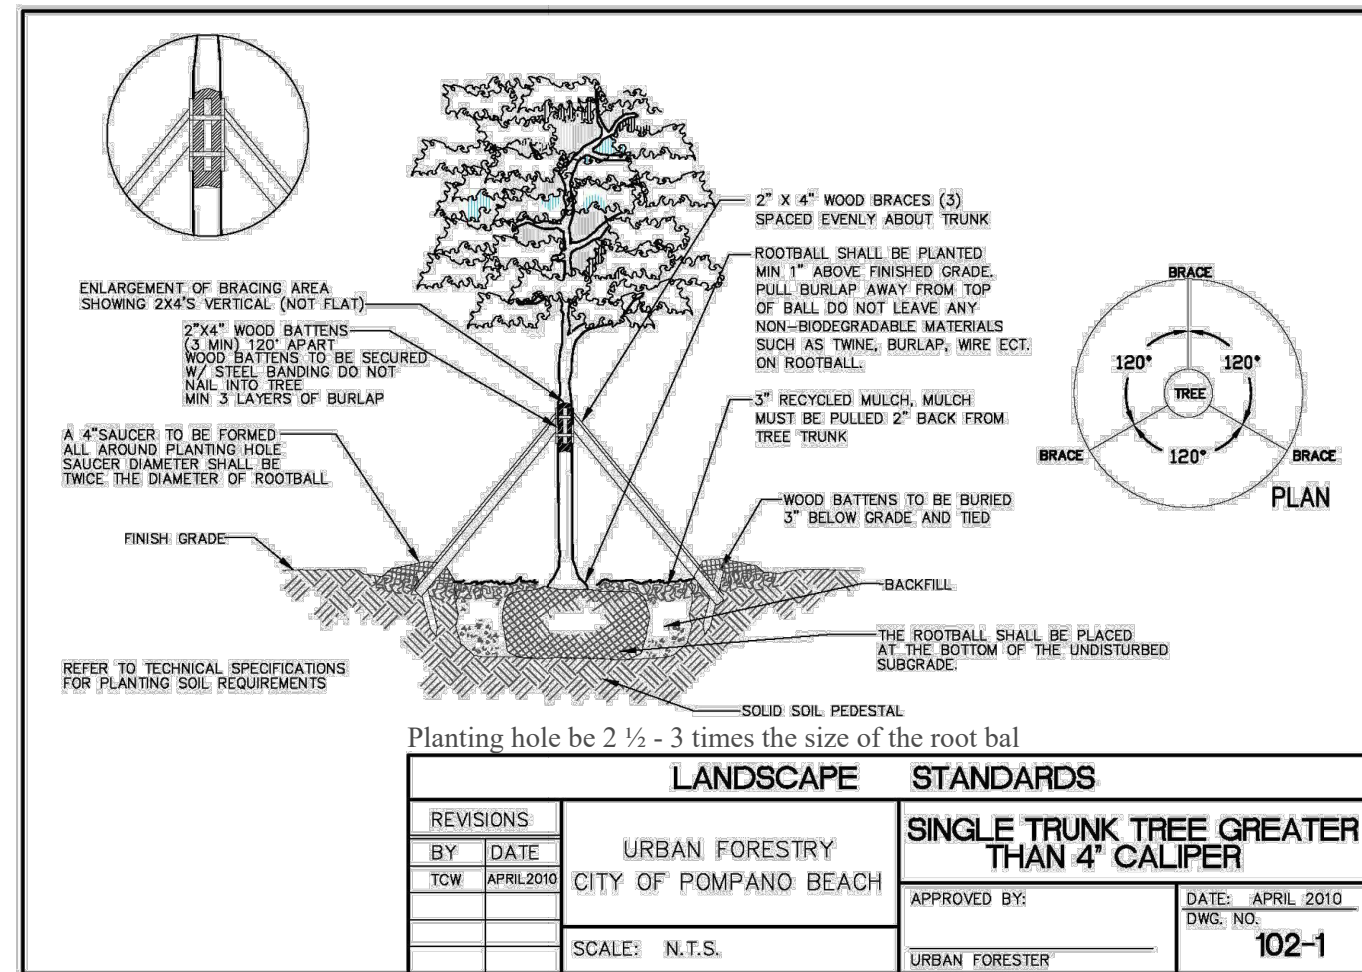 2" X 4" WOOD BRACES (3)
SPACED EVENLY ABOUT TRUNK
ROOTBALL SHALL BE PLANTED
MIN 1" ABOVE FINISHED GRADE.
PULL BURLAP AWAY FROM TOP
OF BALL DO NOT LEAVE ANY
NON-BIODEGRADABLE MATERIALS
SUCH AS TWINE, BURLAP, WIRE ECT.
ON ROOTBALL.
ENLARGEMENT OF BRACING AREA
SHOWING 2X4'S VERTICAL (NOT FLAT)
2"X4" WOOD BATTENS
(3 MIN) 120' APART
WOOD BATTENS TO BE SECURED
W/ STEEL BANDING DO NOT
NAIL INTO TREE
MIN 3 LAYERS OF BURLAP
3" RECYCLED MULCH, MULCH
MUST BE PULLED 2" BACK FROM
TREE TRUNK
A 4"SAUCER TO BE FORMED
ALL AROUND PLANTING HOLE
SAUCER DIAMETER SHALL BE
TWICE THE DIAMETER OF ROOTBALL
WOOD BATTENS TO BE BURIED
3" BELOW GRADE AND TIED
FINISH GRADE
BACKFILL
THE ROOTBALL SHALL BE PLACED
AT THE BOTTOM OF THE UNDISTURBED
SUBGRADE.
REFER TO TECHNICAL SPECIFICATIONS
FOR PLANTING SOIL REQUIREMENTS
SOLID SOIL PEDESTAL
BRACE
120° 120°
TREE
BRACE 120° BRACE
PLAN
Planting hole be 2 ½ - 3 times the size of the root bal
LANDSCAPE STANDARDS
REVISIONS
BY DATE
TCW APRIL2010
URBAN FORESTRY
CITY OF POMPANO BEACH
SCALE: N.T.S.
SINGLE TRUNK TREE GREATER
THAN 4" CALIPER
APPROVED BY:
URBAN FORESTER
DATE: APRIL 2010
DWG. NO.
102-1